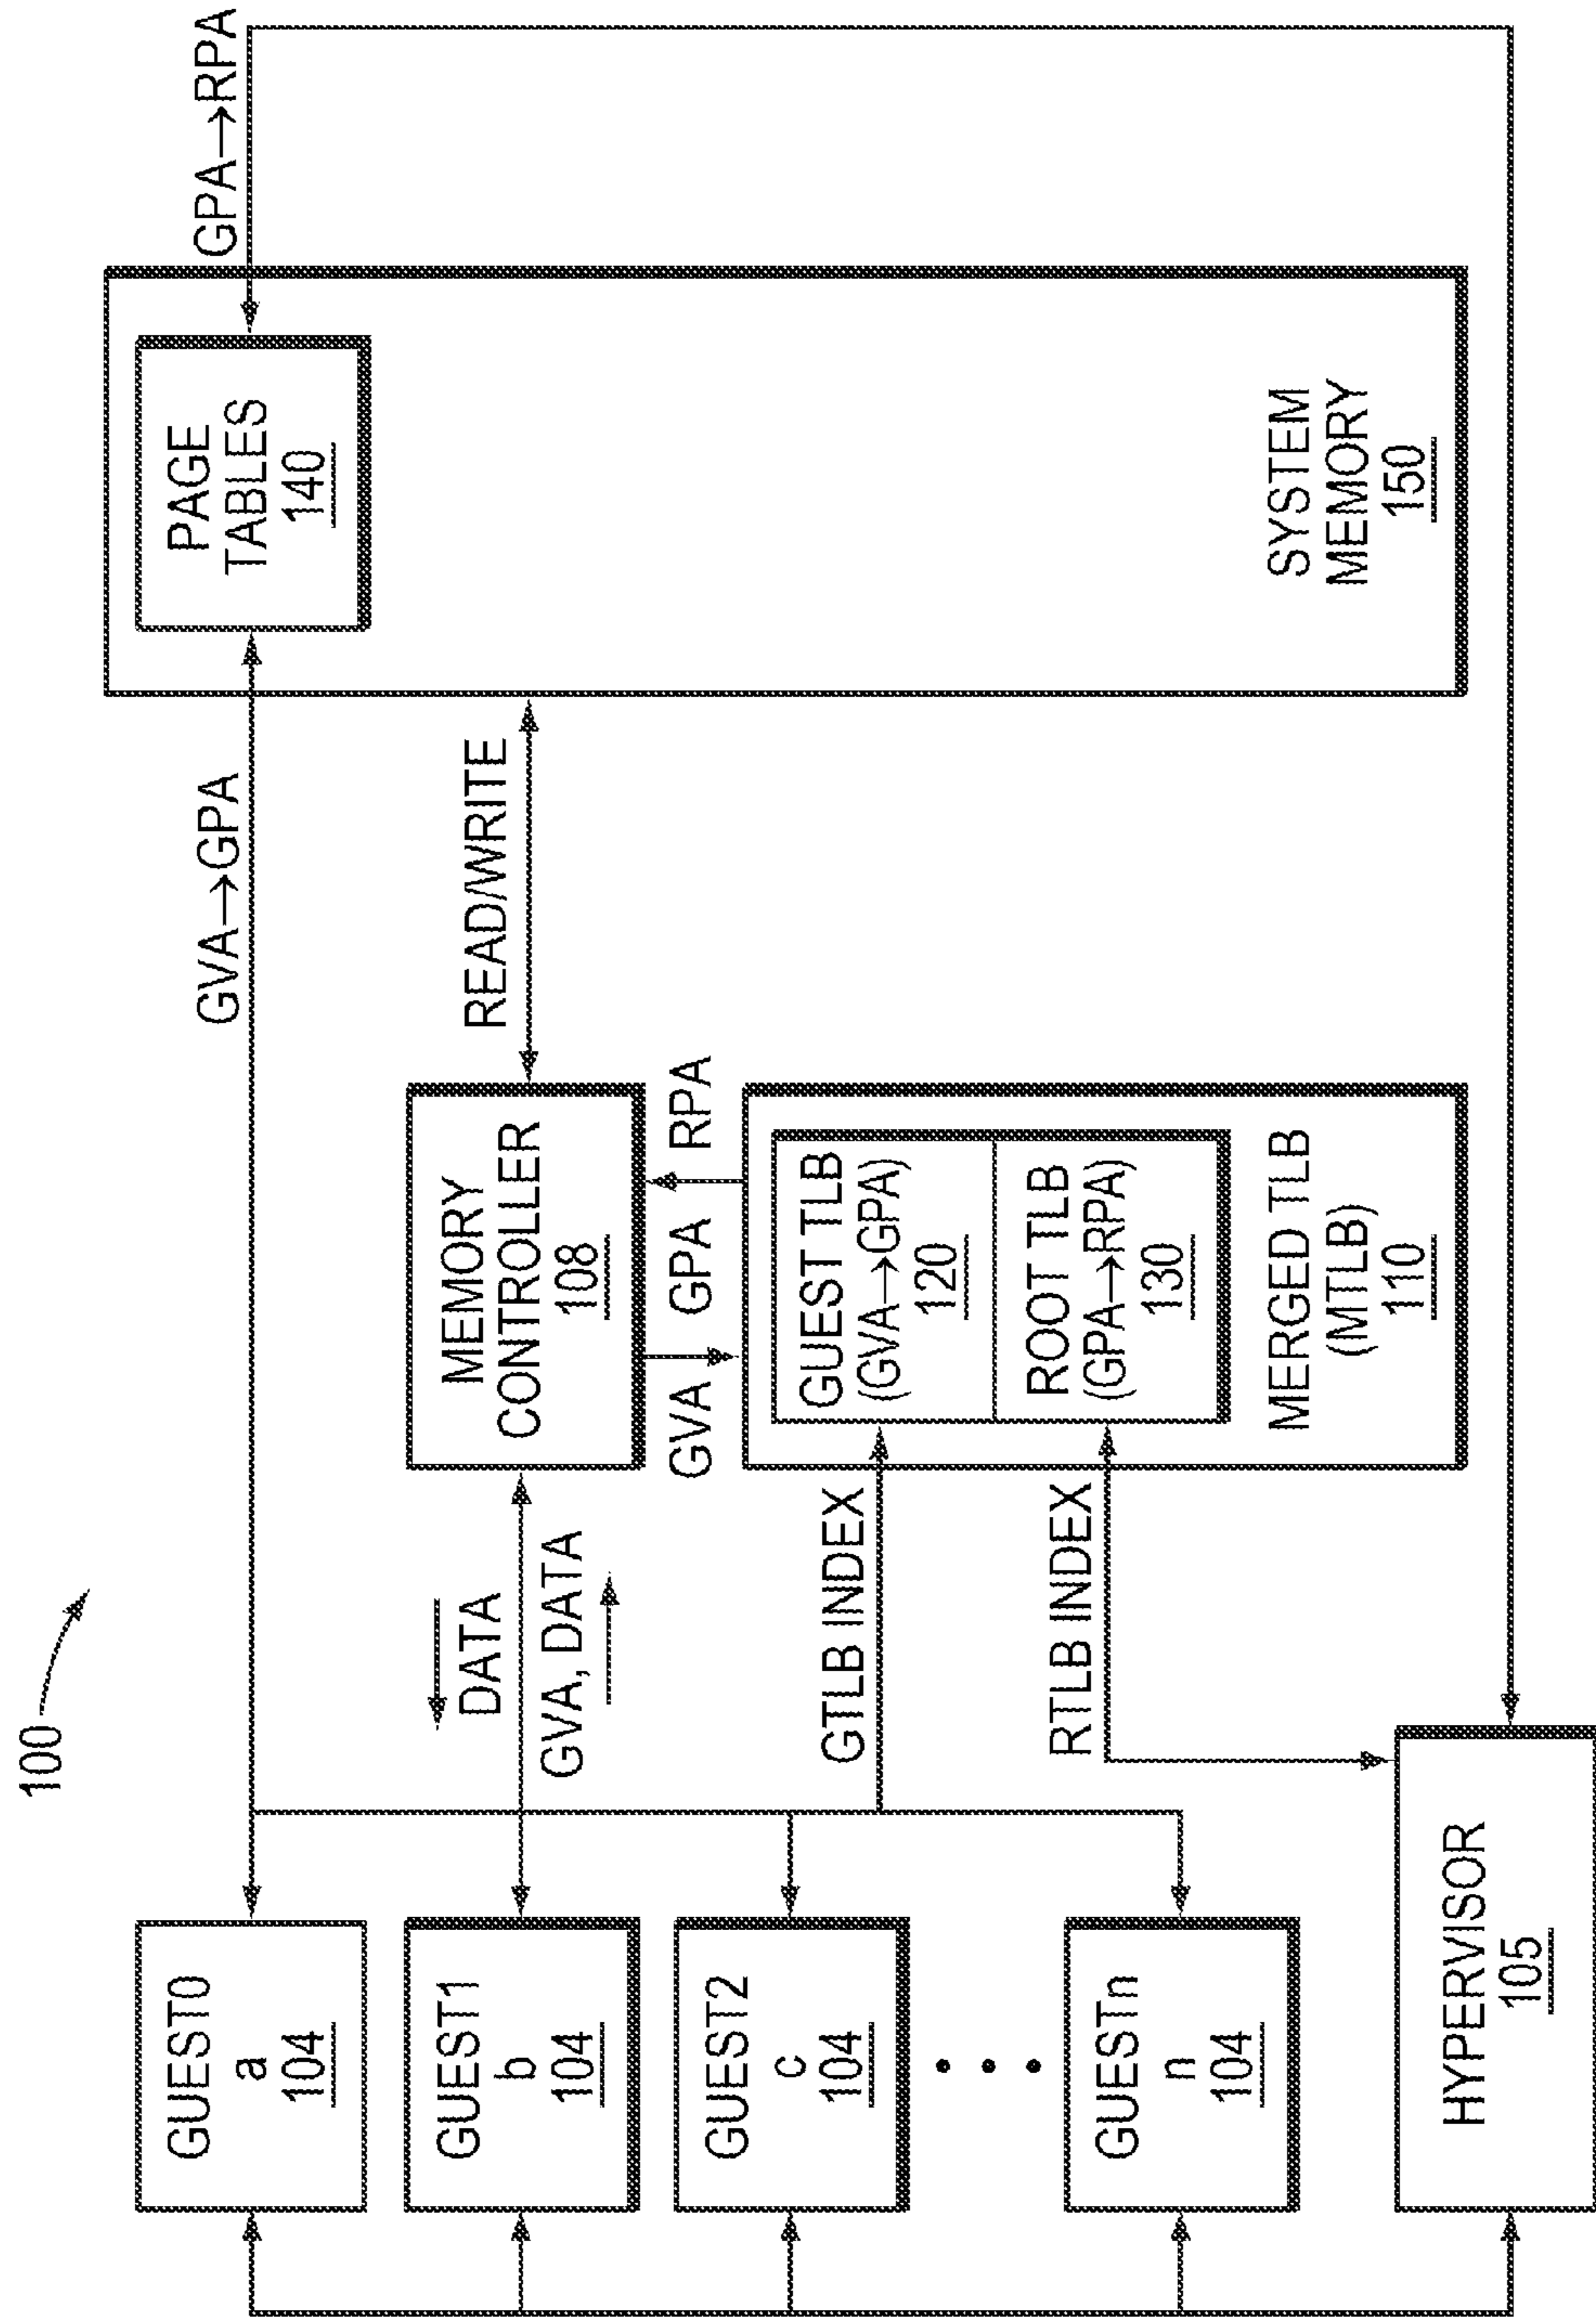 100
GUEST0
a
104
GUEST1
b
104
GUEST2
c
104
• • •
GUESTn
n
104
HYPERVISOR
105
GVA→GPA
DATA
GVA, DATA
GTLB INDEX
RTLB INDEX
MEMORY
CONTROLLER
108
GVA GPA RPA
GUEST TLB
(GVA→GPA)
120
ROOT TLB
(GPA→RPA)
130
MERGED TLB
(MTLB)
110
READ/WRITE
PAGE
TABLES
140
SYSTEM
MEMORY
150
GPA→RPA